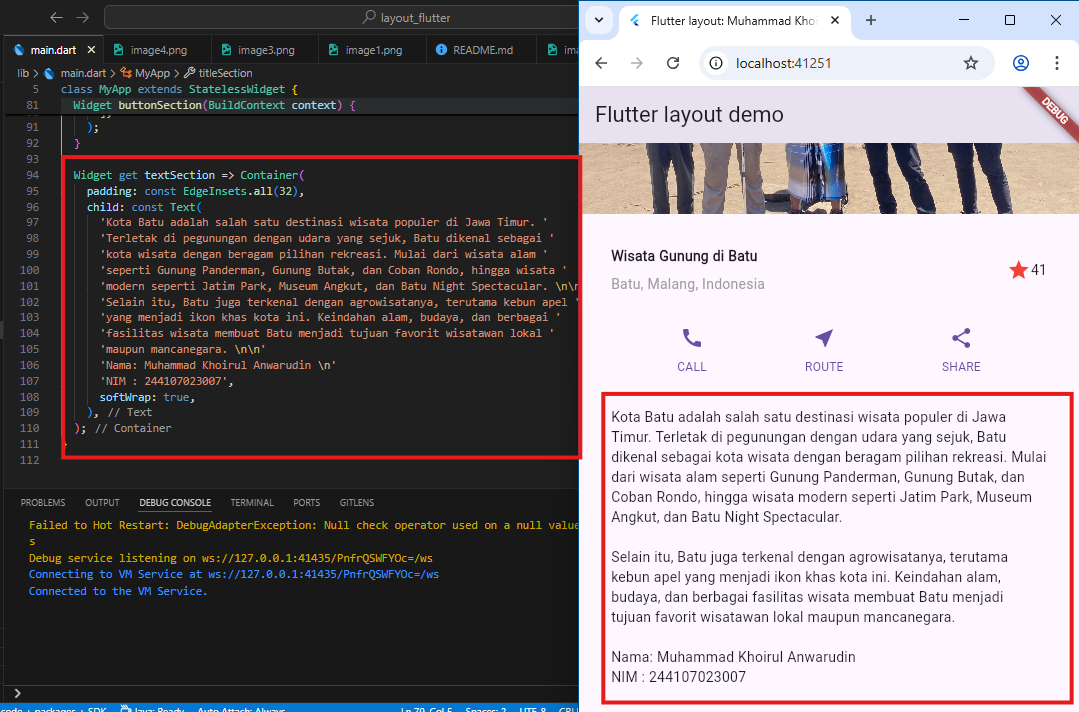 layout_flutter
main.dart
image4.png
image3.png
image1.png
README.md
lib > main.dart > MyApp > titleSection
5 class MyApp extends StatelessWidget {
81 Widget buttonSection(BuildContext context) {
91 );
92 }
93
94 Widget get textSection => Container(
95 padding: const EdgeInsets.all(32),
96 child: const Text(
97 'Kota Batu adalah salah satu destinasi wisata populer di Jawa Timur. '
98 'Terletak di pegunungan dengan udara yang sejuk, Batu dikenal sebagai '
99 'kota wisata dengan beragam pilihan rekreasi. Mulai dari wisata alam '
100 'seperti Gunung Panderman, Gunung Butak, dan Coban Rondo, hingga wisata '
101 'modern seperti Jatim Park, Museum Angkut, dan Batu Night Spectacular. \n\n
102 'Selain itu, Batu juga terkenal dengan agrowisatanya, terutama kebun apel '
103 'yang menjadi ikon khas kota ini. Keindahan alam, budaya, dan berbagai '
104 'fasilitas wisata membuat Batu menjadi tujuan favorit wisatawan lokal '
105 'maupun mancanegara. \n\n'
106 'Nama: Muhammad Khoirul Anwarudin \n'
107 'NIM : 244107023007',
108 softWrap: true,
109 ), // Text
110 ); // Container
111 }
112
PROBLEMS OUTPUT DEBUG CONSOLE TERMINAL PORTS GITLENS
Failed to Hot Restart: DebugAdapterException: Null check operator used on a null value
s
Debug service listening on ws://127.0.0.1:41435/PnfrQSWFYOc=/ws
Connecting to VM Service at ws://127.0.0.1:41435/PnfrQSWFYOc=/ws
Connected to the VM Service.
Flutter layout: Muhammad Khoi
localhost:41251
Flutter layout demo
DEBUG
Wisata Gunung di Batu
Batu, Malang, Indonesia
41
CALL
ROUTE
SHARE
Kota Batu adalah salah satu destinasi wisata populer di Jawa
Timur. Terletak di pegunungan dengan udara yang sejuk, Batu
dikenal sebagai kota wisata dengan beragam pilihan rekreasi. Mulai
dari wisata alam seperti Gunung Panderman, Gunung Butak, dan
Coban Rondo, hingga wisata modern seperti Jatim Park, Museum
Angkut, dan Batu Night Spectacular.
Selain itu, Batu juga terkenal dengan agrowisatanya, terutama
kebun apel yang menjadi ikon khas kota ini. Keindahan alam,
budaya, dan berbagai fasilitas wisata membuat Batu menjadi
tujuan favorit wisatawan lokal maupun mancanegara.
Nama: Muhammad Khoirul Anwarudin
NIM : 244107023007